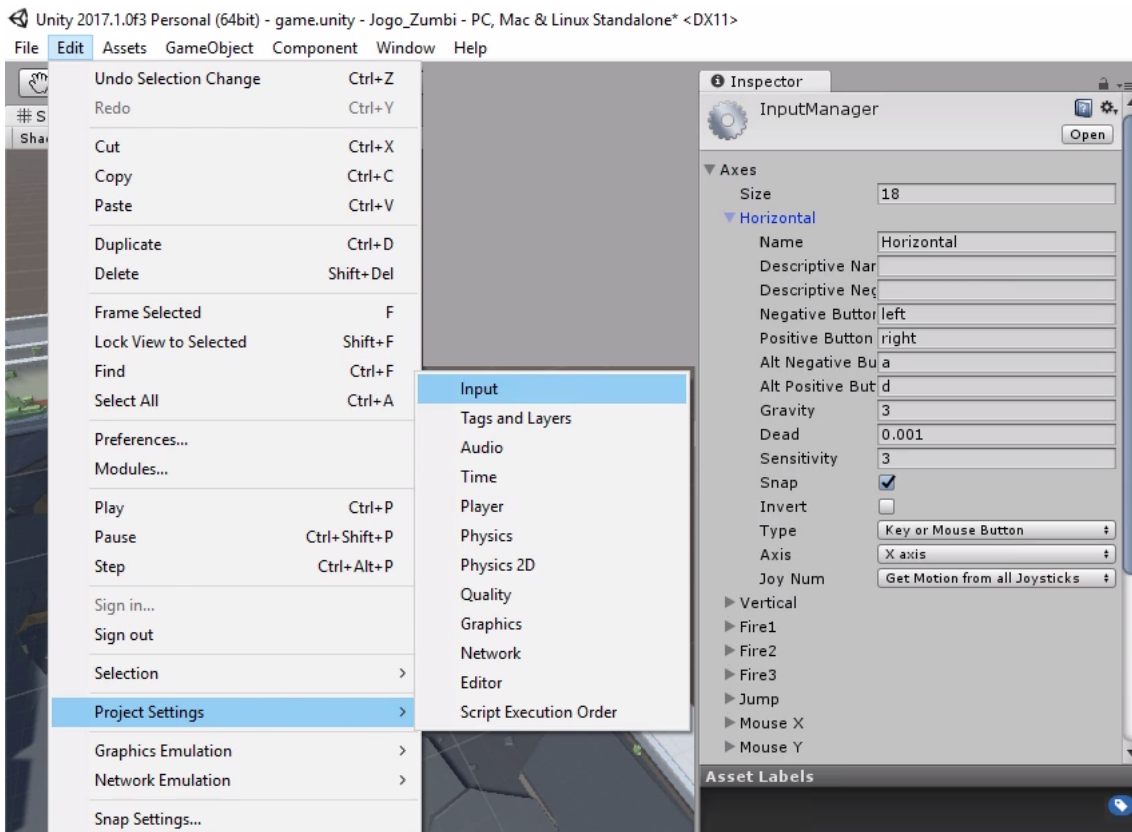 Unity 2017.1.0f3 Personal (64bit) - game.unity - Jogo_Zumbi - PC, Mac & Linux Standalone* <DX11>
File Edit Assets GameObject Component Window Help
Undo Selection Change Ctrl+Z
Redo Ctrl+Y
Cut Ctrl+X
Copy Ctrl+C
Paste Ctrl+V
Duplicate Ctrl+D
Delete Shift+Del
Frame Selected F
Lock View to Selected Shift+F
Find Ctrl+F
Select All Ctrl+A
Preferences...
Modules...
Play Ctrl+P
Pause Ctrl+Shift+P
Step Ctrl+Alt+P
Sign in...
Sign out
Selection
Project Settings
Graphics Emulation
Network Emulation
Snap Settings...
# S
Sha
Input
Tags and Layers
Audio
Time
Player
Physics
Physics 2D
Quality
Graphics
Network
Editor
Script Execution Order
Inspector
InputManager
Open
Axes
Size 18
Horizontal
Name Horizontal
Descriptive Nar
Descriptive Neg
Negative Buttor left
Positive Button right
Alt Negative Bu a
Alt Positive But d
Gravity 3
Dead 0.001
Sensitivity 3
Snap
Invert
Type Key or Mouse Button
Axis X axis
Joy Num Get Motion from all Joysticks
Vertical
Fire1
Fire2
Fire3
Jump
Mouse X
Mouse Y
Asset Labels